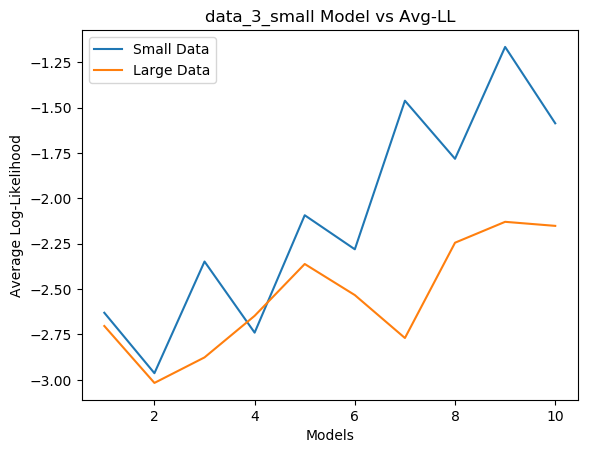 data_3_small Model vs Avg-LL
Small Data
Large Data
Average Log-Likelihood
−1.25
−1.50
−1.75
−2.00
−2.25
−2.50
−2.75
−3.00
2
4
6
8
10
Models